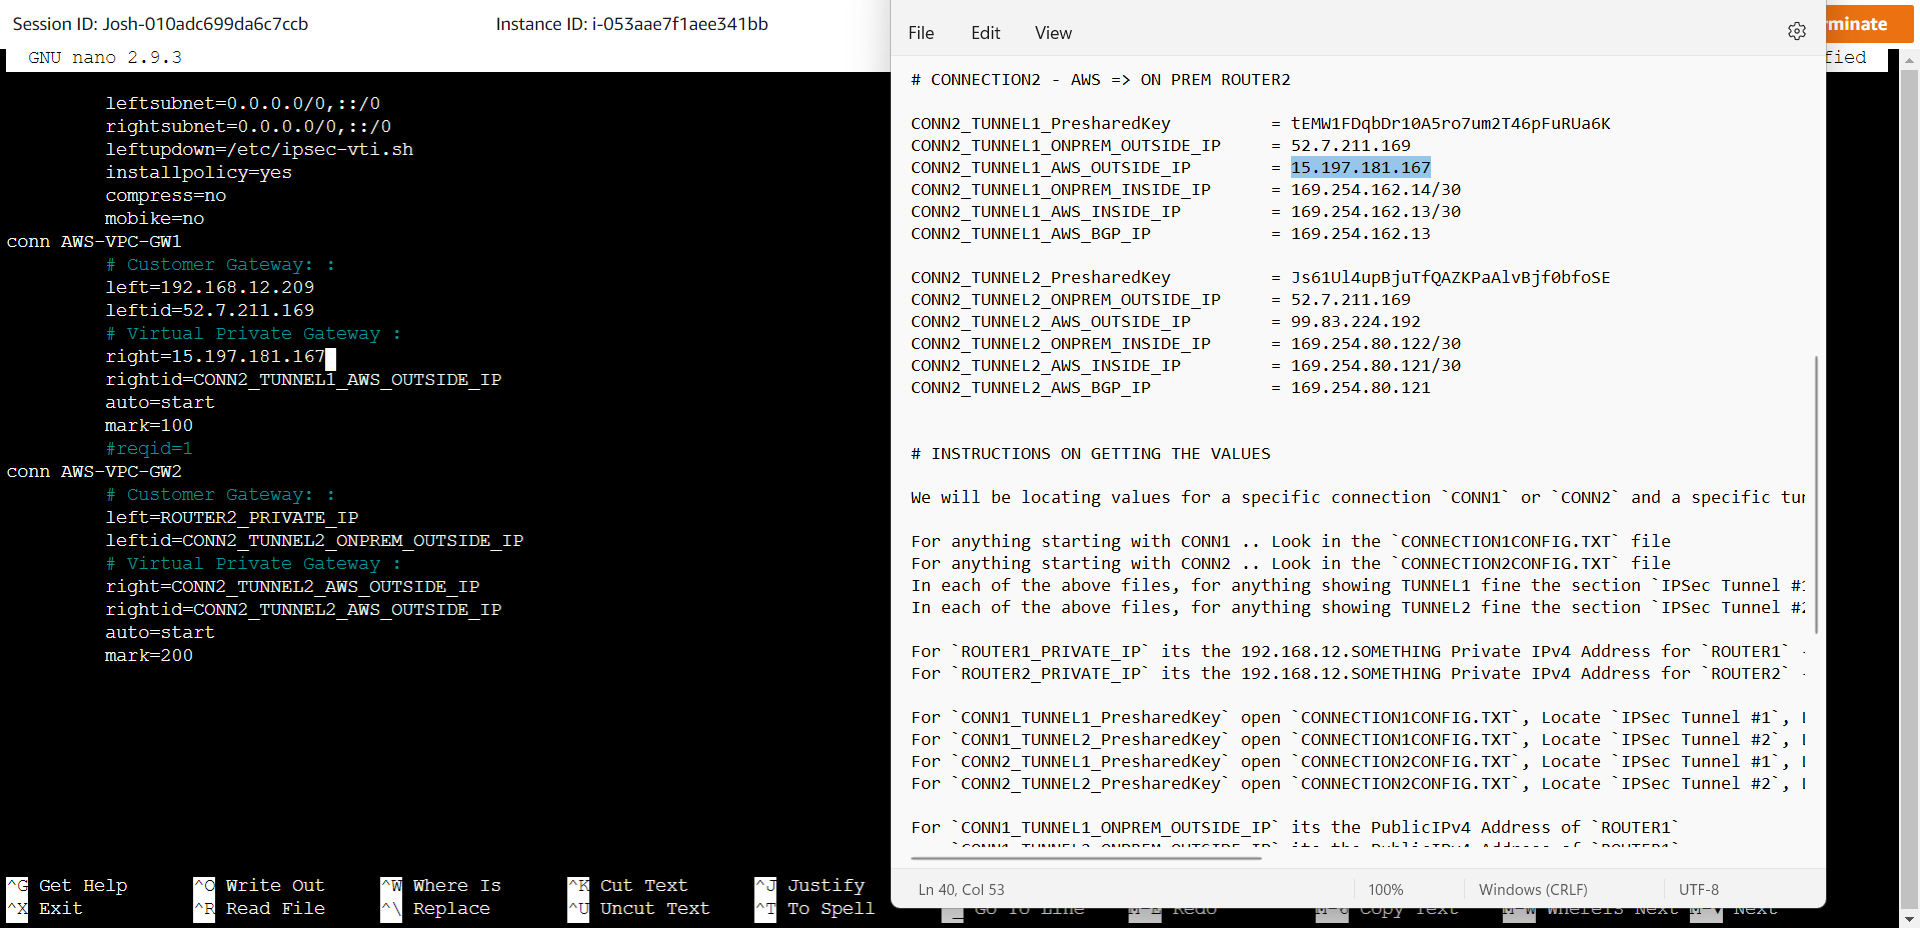 Session ID: Josh-010adc699da6c7ccb
Instance ID: i-053aae7f1aee341bb
GNU nano 2.9.3
leftsubnet=0.0.0.0/0,::/0
rightsubnet=0.0.0.0/0,::/0
leftupdown=/etc/ipsec-vti.sh
installpolicy=yes
compress=no
mobike=no
conn AWS-VPC-GW1
# Customer Gateway: :
left=192.168.12.209
leftid=52.7.211.169
# Virtual Private Gateway :
right=15.197.181.167
rightid=CONN2_TUNNEL1_AWS_OUTSIDE_IP
auto=start
mark=100
#reqid=1
conn AWS-VPC-GW2
# Customer Gateway: :
left=ROUTER2_PRIVATE_IP
leftid=CONN2_TUNNEL2_ONPREM_OUTSIDE_IP
# Virtual Private Gateway :
right=CONN2_TUNNEL2_AWS_OUTSIDE_IP
rightid=CONN2_TUNNEL2_AWS_OUTSIDE_IP
auto=start
mark=200
^G Get Help ^O Write Out ^W Where Is ^K Cut Text ^J Justify
^X Exit ^R Read File ^\ Replace ^U Uncut Text ^T To Spell
File Edit View
# CONNECTION2 - AWS => ON PREM ROUTER2
CONN2_TUNNEL1_PresharedKey = tEMW1FDqbDr10A5ro7um2T46pFuRUa6K
CONN2_TUNNEL1_ONPREM_OUTSIDE_IP = 52.7.211.169
CONN2_TUNNEL1_AWS_OUTSIDE_IP = 15.197.181.167
CONN2_TUNNEL1_ONPREM_INSIDE_IP = 169.254.162.14/30
CONN2_TUNNEL1_AWS_INSIDE_IP = 169.254.162.13/30
CONN2_TUNNEL1_AWS_BGP_IP = 169.254.162.13
CONN2_TUNNEL2_PresharedKey = Js61Ul4upBjuTfQAZKPaAlvBjf0bfoSE
CONN2_TUNNEL2_ONPREM_OUTSIDE_IP = 52.7.211.169
CONN2_TUNNEL2_AWS_OUTSIDE_IP = 99.83.224.192
CONN2_TUNNEL2_ONPREM_INSIDE_IP = 169.254.80.122/30
CONN2_TUNNEL2_AWS_INSIDE_IP = 169.254.80.121/30
CONN2_TUNNEL2_AWS_BGP_IP = 169.254.80.121
# INSTRUCTIONS ON GETTING THE VALUES
We will be locating values for a specific connection `CONN1` or `CONN2` and a specific tun
For anything starting with CONN1 .. Look in the `CONNECTION1CONFIG.TXT` file
For anything starting with CONN2 .. Look in the `CONNECTION2CONFIG.TXT` file
In each of the above files, for anything showing TUNNEL1 fine the section `IPSec Tunnel #1
In each of the above files, for anything showing TUNNEL2 fine the section `IPSec Tunnel #2
For `ROUTER1_PRIVATE_IP` its the 192.168.12.SOMETHING Private IPv4 Address for `ROUTER1` -
For `ROUTER2_PRIVATE_IP` its the 192.168.12.SOMETHING Private IPv4 Address for `ROUTER2` -
For `CONN1_TUNNEL1_PresharedKey` open `CONNECTION1CONFIG.TXT`, Locate `IPSec Tunnel #1`,
For `CONN1_TUNNEL2_PresharedKey` open `CONNECTION1CONFIG.TXT`, Locate `IPSec Tunnel #2`,
For `CONN2_TUNNEL1_PresharedKey` open `CONNECTION2CONFIG.TXT`, Locate `IPSec Tunnel #1`,
For `CONN2_TUNNEL2_PresharedKey` open `CONNECTION2CONFIG.TXT`, Locate `IPSec Tunnel #2`,
For `CONN1_TUNNEL1_ONPREM_OUTSIDE_IP` its the PublicIPv4 Address of `ROUTER1`
Ln 40, Col 53 100% Windows (CRLF) UTF-8
minate
fied